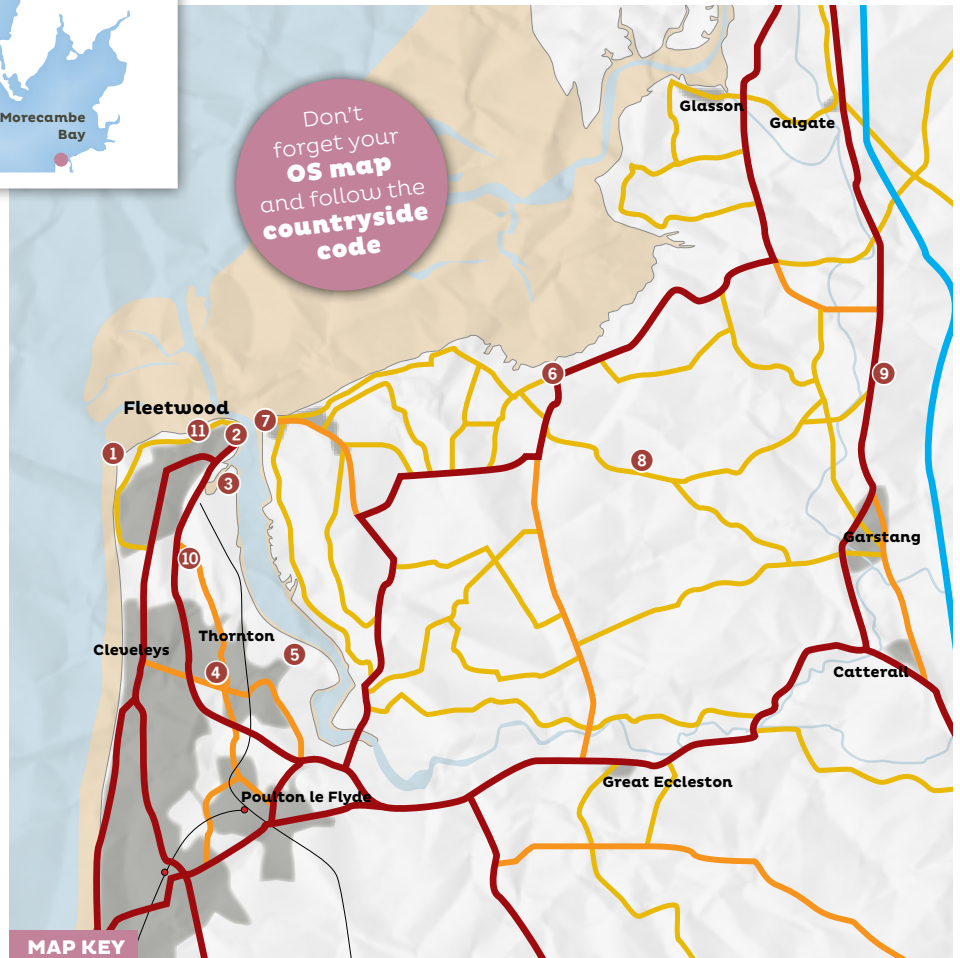 Morecambe
Bay
Don't
forget your
OS map
and follow the
countryside
code
Glasson
Galgate
6
9
Fleetwood
7
11
2
1
8
3
Garstang
10
Thornton
Cleveleys
5
4
Catterall
Great Eccleston
Poulton le Flyde
MAP KEY